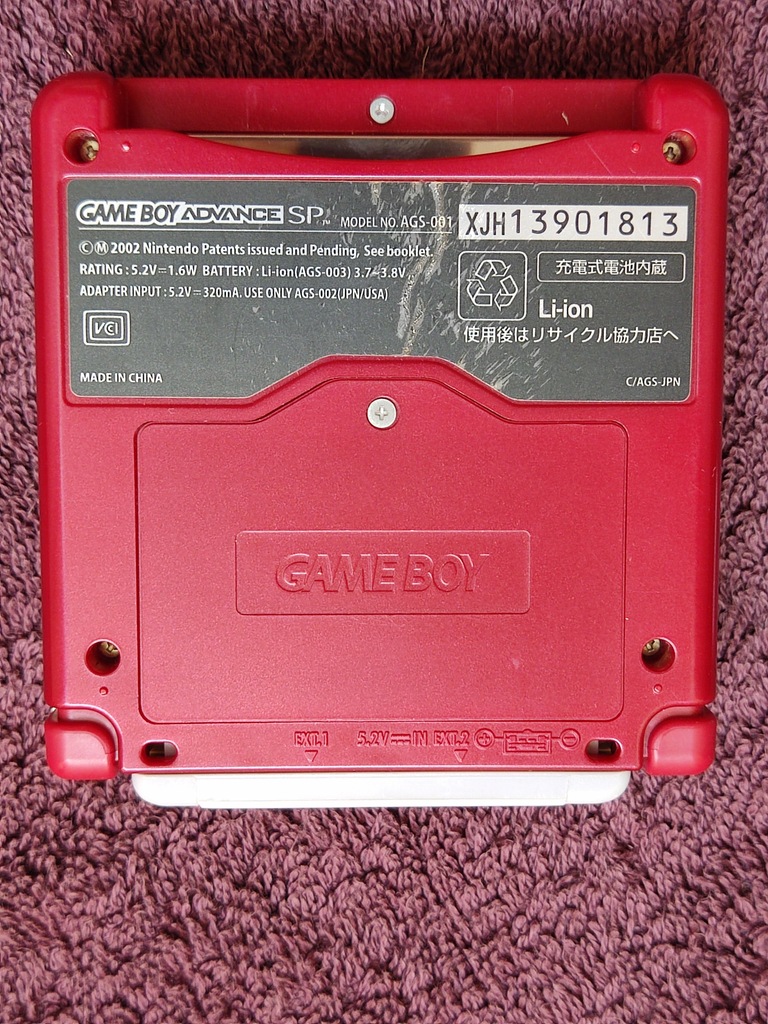 GAME BOY ADVANCE SP™ MODEL NO. AGS-001 XJH13901813
ⒸⓂ 2002 Nintendo Patents issued and Pending, See booklet.
RATING : 5.2V⎓1.6W BATTERY : Li-ion(AGS-003) 3.7⎓3.8V
ADAPTER INPUT : 5.2V⎓320mA. USE ONLY AGS-002(JPN/USA)
VCI
MADE IN CHINA
充電式電池内蔵
Li-ion
使用後はリサイクル協力店へ
C/AGS-JPN
GAME BOY
EXT.1 5.2V⎓IN EXT.2